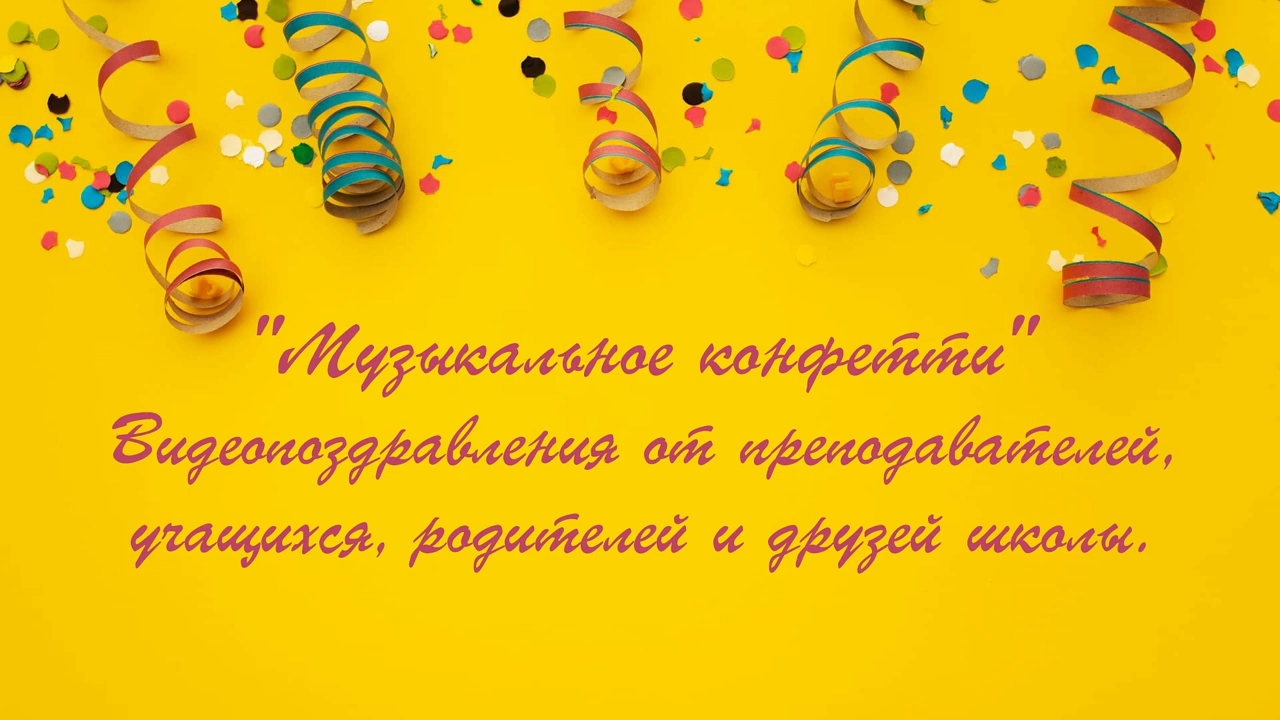 "Музыкальное конфетти"
Видеопоздравления от преподавателей,
учащихся, родителей и друзей школы.